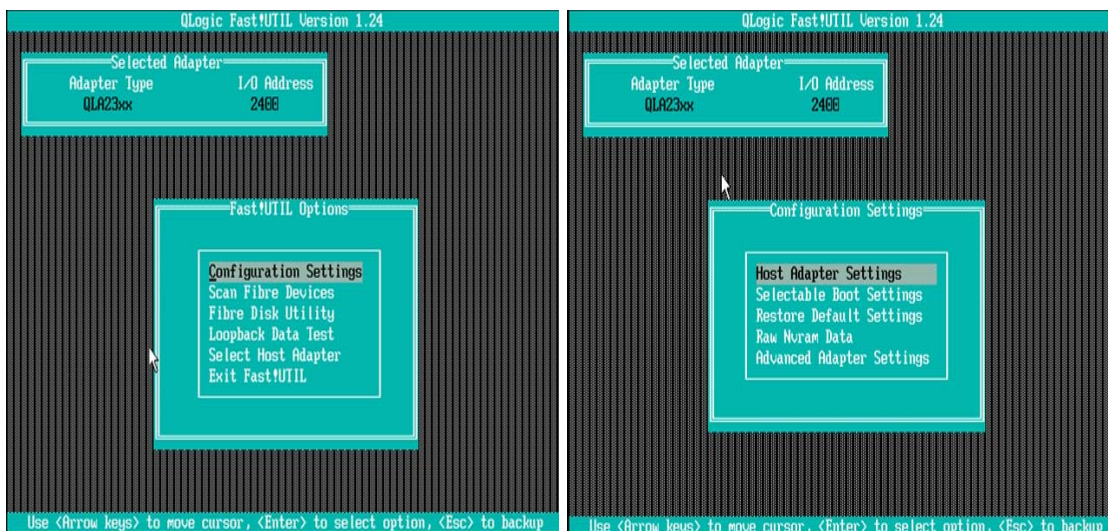 QLogic Fast!UTIL Version 1.24
Selected Adapter
Adapter Type I/O Address
QLA23xx 2400
Fast!UTIL Options
Configuration Settings
Scan Fibre Devices
Fibre Disk Utility
Loopback Data Test
Select Host Adapter
Exit Fast!UTIL
Use <Arrow keys> to move cursor, <Enter> to select option, <Esc> to backup
QLogic Fast!UTIL Version 1.24
Selected Adapter
Adapter Type I/O Address
QLA23xx 2400
Configuration Settings
Host Adapter Settings
Selectable Boot Settings
Restore Default Settings
Raw Nvram Data
Advanced Adapter Settings
Use <Arrow keys> to move cursor, <Enter> to select option, <Esc> to backup